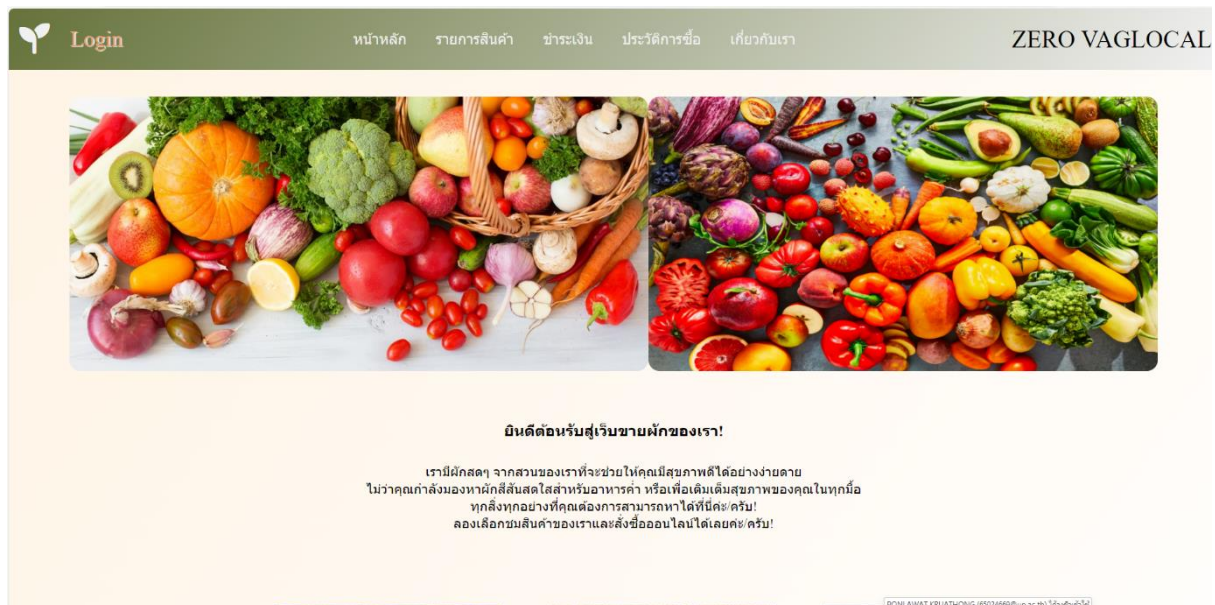 Login
หน้าหลัก รายการสินค้า ชำระเงิน ประวัติการซื้อ เกี่ยวกับเรา
ZERO VAGLOCAL
ยินดีต้อนรับสู่เว็บขายผักของเรา!
เรามีผักสดๆ จากสวนของเราที่จะช่วยให้คุณมีสุขภาพดีได้อย่างง่ายดาย
ไม่ว่าคุณกำลังมองหาผักสีสันสดใสสำหรับอาหารค่ำ หรือเพื่อเติมเต็มสุขภาพของคุณในทุกมื้อ
ทุกสิ่งทุกอย่างที่คุณต้องการสามารถหาได้ที่นี่ค่ะ/ครับ!
ลองเลือกชมสินค้าของเราและสั่งซื้อออนไลน์ได้เลยค่ะ/ครับ!